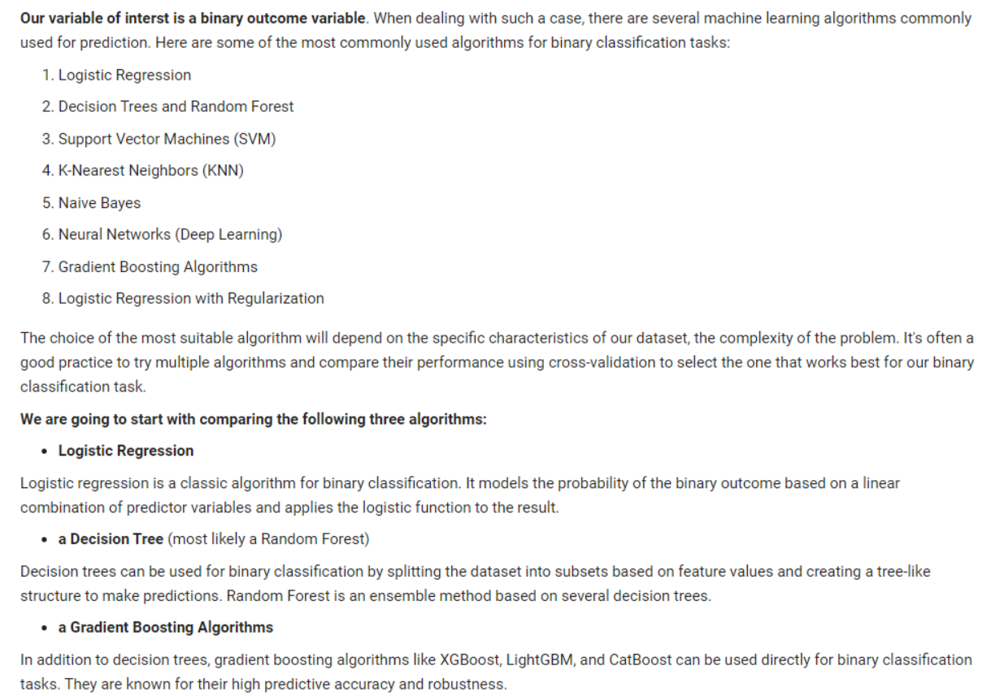 Our variable of interst is a binary outcome variable. When dealing with such a case, there are several machine learning algorithms commonly
used for prediction. Here are some of the most commonly used algorithms for binary classification tasks:
1. Logistic Regression
2. Decision Trees and Random Forest
3. Support Vector Machines (SVM)
4. K-Nearest Neighbors (KNN)
5. Naive Bayes
6. Neural Networks (Deep Learning)
7. Gradient Boosting Algorithms
8. Logistic Regression with Regularization
The choice of the most suitable algorithm will depend on the specific characteristics of our dataset, the complexity of the problem. It's often a
good practice to try multiple algorithms and compare their performance using cross-validation to select the one that works best for our binary
classification task.
We are going to start with comparing the following three algorithms:
• Logistic Regression
Logistic regression is a classic algorithm for binary classification. It models the probability of the binary outcome based on a linear
combination of predictor variables and applies the logistic function to the result.
• a Decision Tree (most likely a Random Forest)
Decision trees can be used for binary classification by splitting the dataset into subsets based on feature values and creating a tree-like
structure to make predictions. Random Forest is an ensemble method based on several decision trees.
• a Gradient Boosting Algorithms
In addition to decision trees, gradient boosting algorithms like XGBoost, LightGBM, and CatBoost can be used directly for binary classification
tasks. They are known for their high predictive accuracy and robustness.